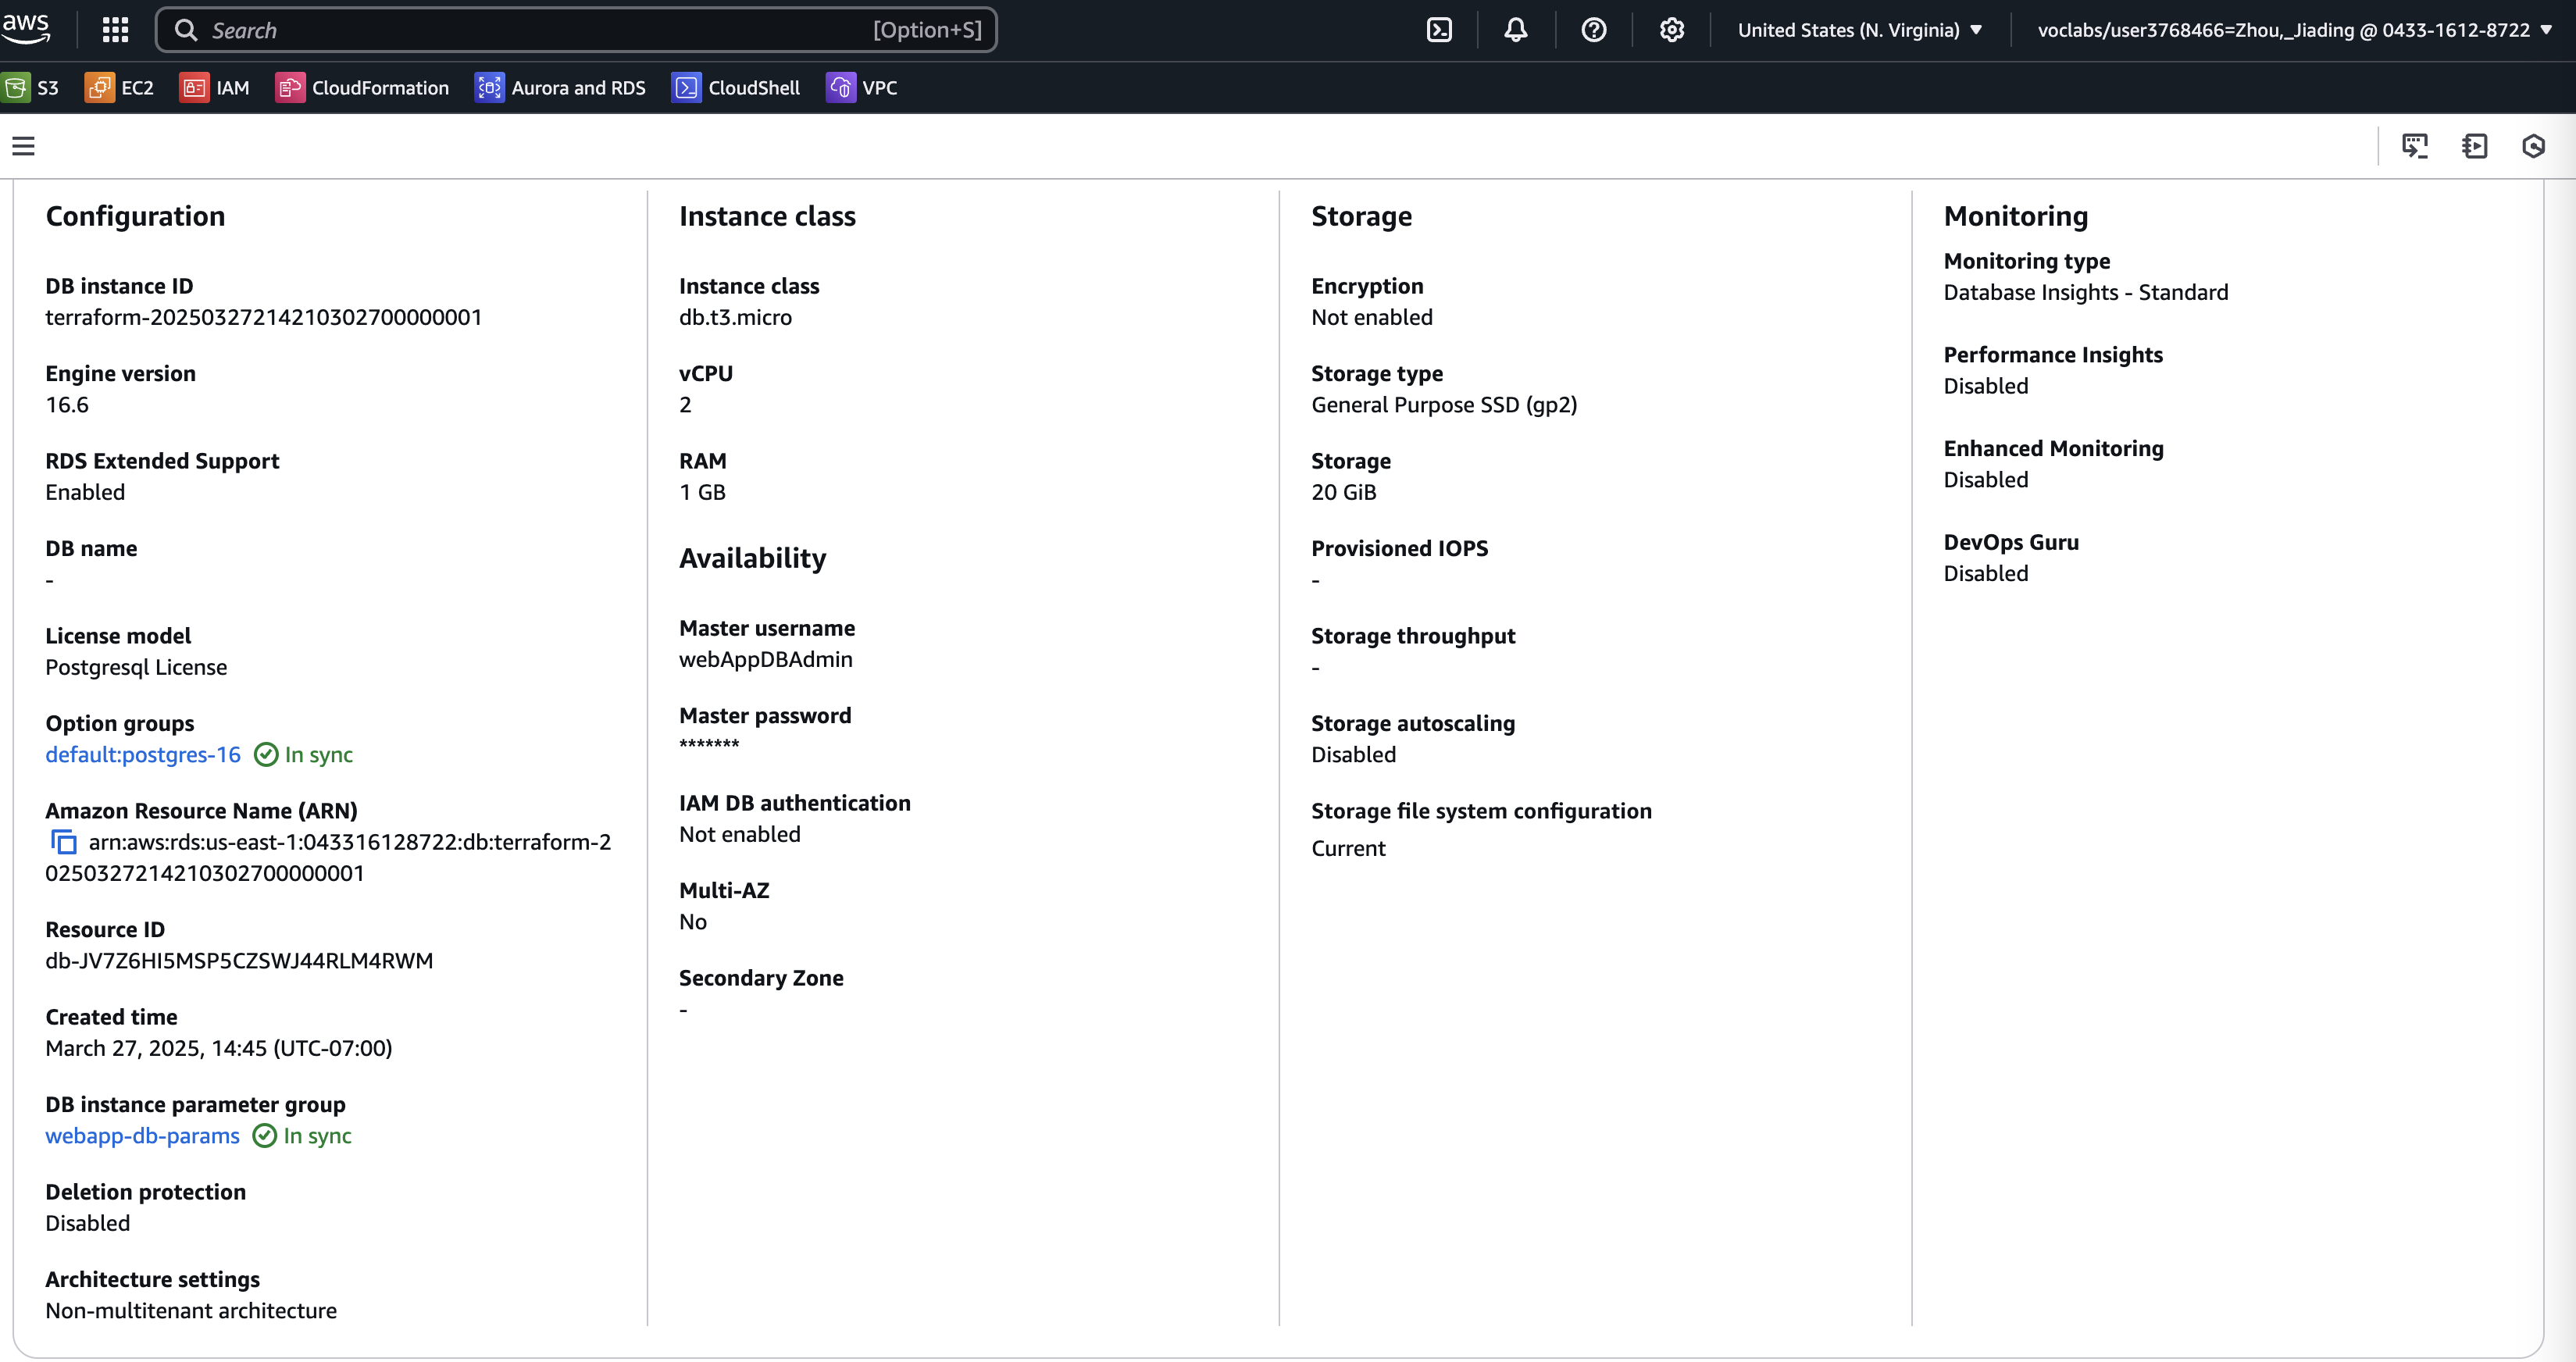 aws
Search
[Option+S]
United States (N. Virginia)
voclabs/user3768466=Zhou,_Jiading @ 0433-1612-8722
S3
EC2
IAM
CloudFormation
Aurora and RDS
CloudShell
VPC
Configuration
DB instance ID
terraform-20250327214210302700000001
Engine version
16.6
RDS Extended Support
Enabled
DB name
-
License model
Postgresql License
Option groups
default:postgres-16 In sync
Amazon Resource Name (ARN)
arn:aws:rds:us-east-1:043316128722:db:terraform-2
0250327214210302700000001
Resource ID
db-JV7Z6HI5MSP5CZSWJ44RLM4RWM
Created time
March 27, 2025, 14:45 (UTC-07:00)
DB instance parameter group
webapp-db-params In sync
Deletion protection
Disabled
Architecture settings
Non-multitenant architecture
Instance class
Instance class
db.t3.micro
vCPU
2
RAM
1 GB
Availability
Master username
webAppDBAdmin
Master password
*******
IAM DB authentication
Not enabled
Multi-AZ
No
Secondary Zone
-
Storage
Encryption
Not enabled
Storage type
General Purpose SSD (gp2)
Storage
20 GiB
Provisioned IOPS
-
Storage throughput
-
Storage autoscaling
Disabled
Storage file system configuration
Current
Monitoring
Monitoring type
Database Insights - Standard
Performance Insights
Disabled
Enhanced Monitoring
Disabled
DevOps Guru
Disabled